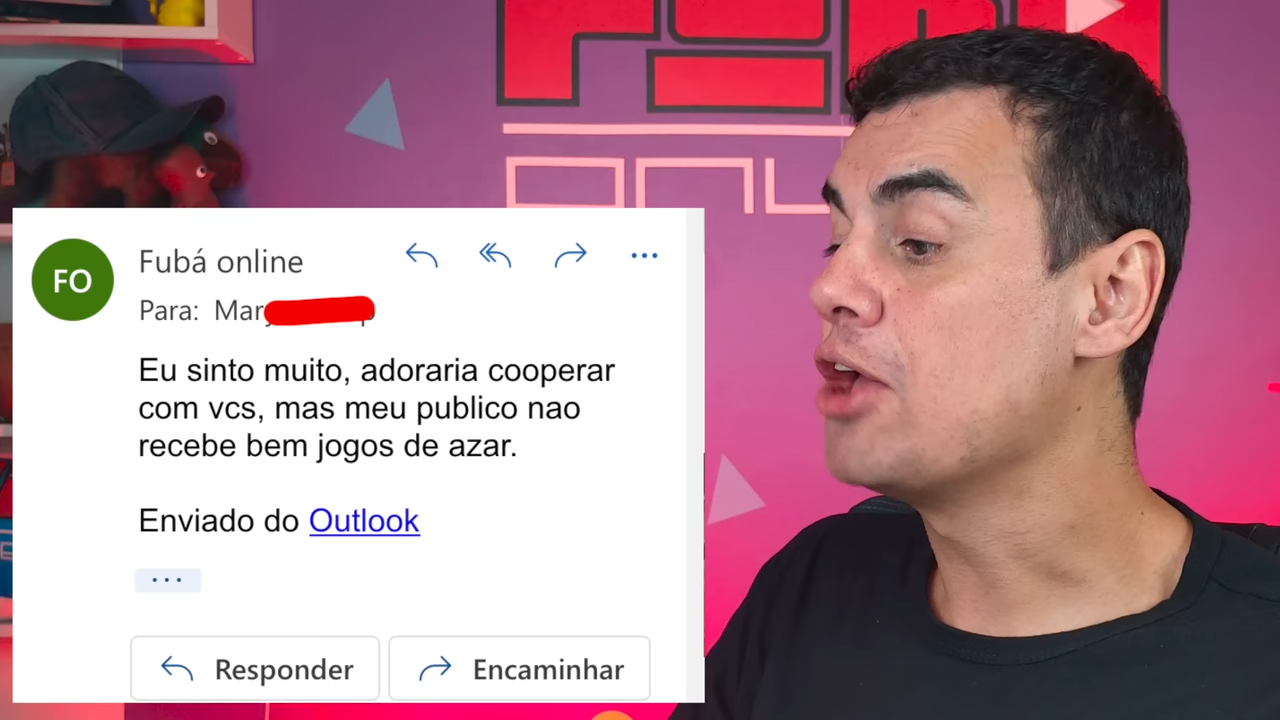 FO
Fubá online
Para: Mar
Eu sinto muito, adoraria cooperar
com vcs, mas meu publico nao
recebe bem jogos de azar.
Enviado do Outlook
...
Responder
Encaminhar